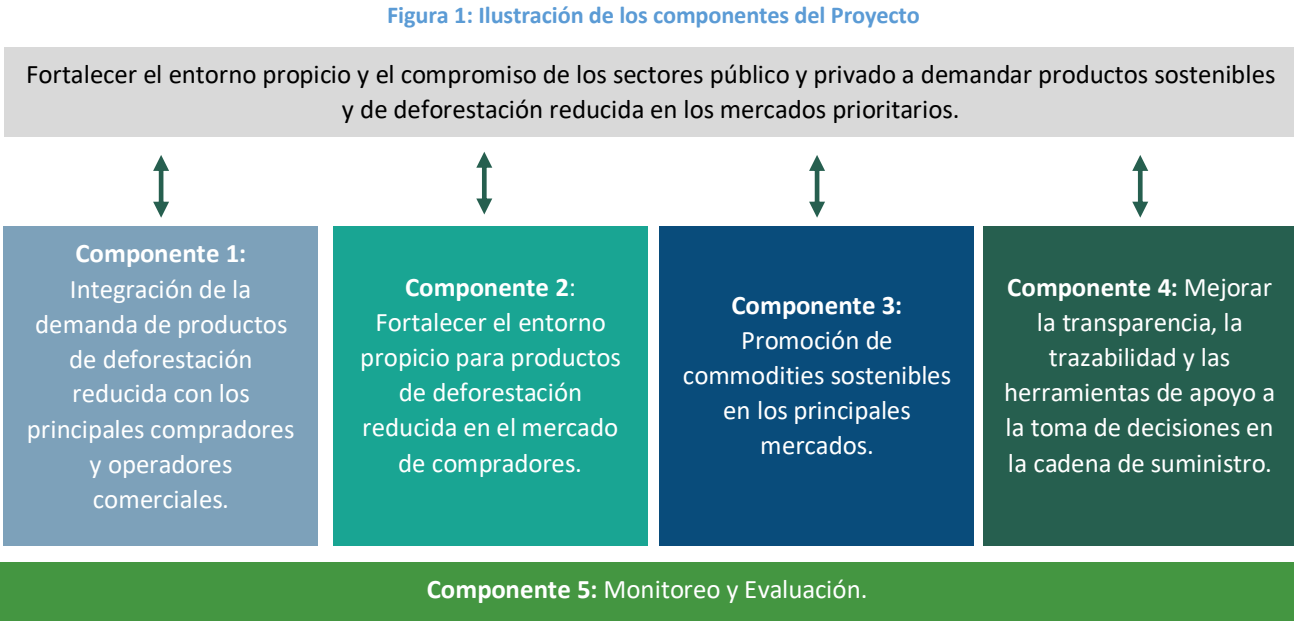 Figura 1: Ilustración de los componentes del Proyecto
Fortalecer el entorno propicio y el compromiso de los sectores público y privado a demandar productos sostenibles
y de deforestación reducida en los mercados prioritarios.
Componente 1:
Integración de la
demanda de productos
de deforestación
reducida con los
principales compradores
y operadores
comerciales.
Componente 2:
Fortalecer el entorno
propicio para productos
de deforestación
reducida en el mercado
de compradores.
Componente 3:
Promoción de
commodities sostenibles
en los principales
mercados.
Componente 4: Mejorar
la transparencia, la
trazabilidad y las
herramientas de apoyo a
la toma de decisiones en
la cadena de suministro.
Componente 5: Monitoreo y Evaluación.